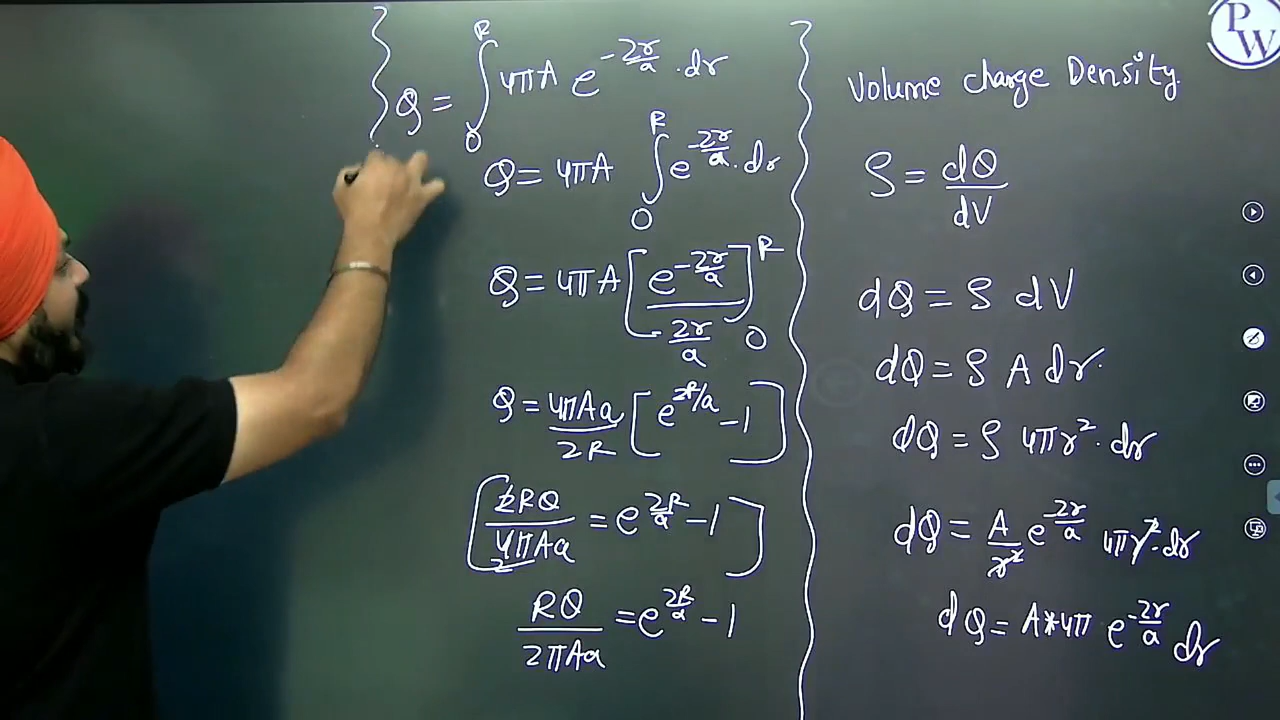 Q = ∫₀ᴿ 4πA e^(-2r/a) . dr
Q = 4πA ∫₀ᴿ e^(-2r/a) . dr
Q = 4πA [ e^(-2r/a) / -2r/a ]₀ᴿ
Q = 4πAa / 2R [ e^(2R/a) - 1 ]
[ 2RQ / 4πAa = e^(2R/a) - 1 ]
2
RQ / 2πAa = e^(2R/a) - 1
PW
Volume charge Density
ρ = dQ / dV
dQ = ρ dV
dQ = ρ A dr.
dQ = ρ 4πr² . dr
dQ = A / r² e^(-2r/a) 4πr² . dr
dQ = A * 4π e^(-2r/a) dr